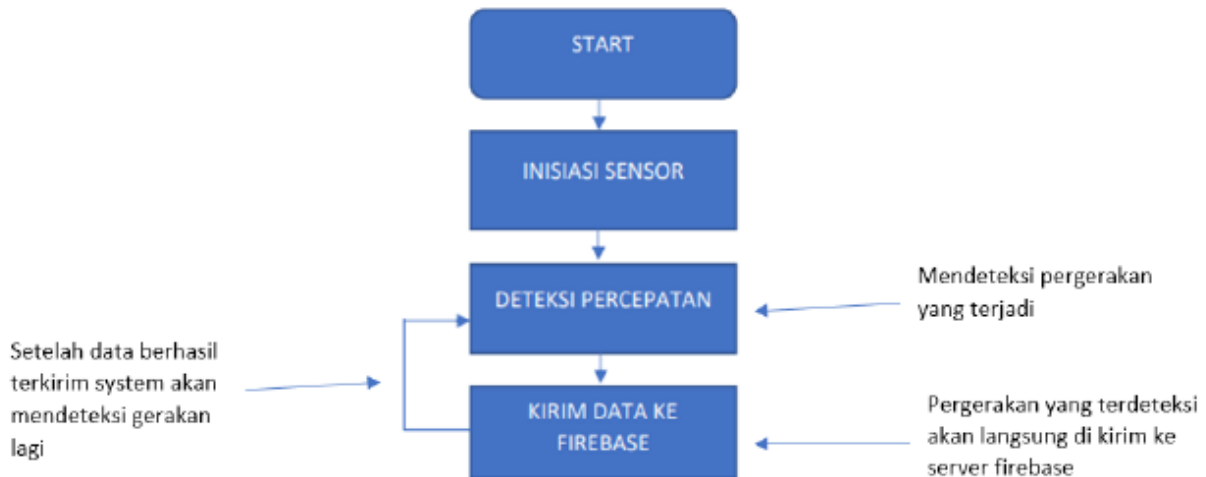 START
INISIASI SENSOR
DETEKSI PERCEPATAN
Mendeteksi pergerakan
yang terjadi
Setelah data berhasil
terkirim system akan
mendeteksi gerakan
lagi
KIRIM DATA KE
FIREBASE
Pergerakan yang terdeteksi
akan langsung di kirim ke
server firebase